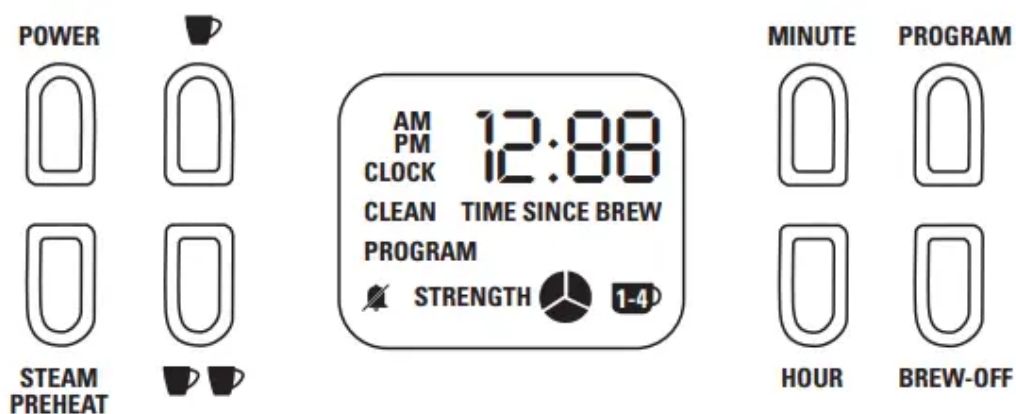 POWER
MINUTE PROGRAM
AM
PM
12:88
CLOCK
CLEAN TIME SINCE BREW
PROGRAM
STRENGTH 1-4
STEAM
PREHEAT
HOUR BREW-OFF